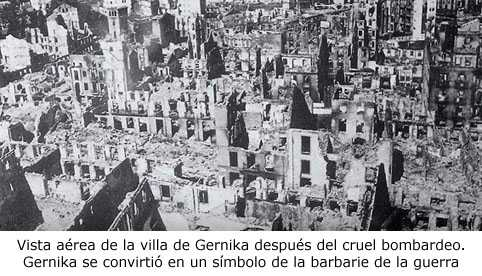 Vista aérea de la villa de Gernika después del cruel bombardeo.
Gernika se convirtió en un símbolo de la barbarie de la guerra